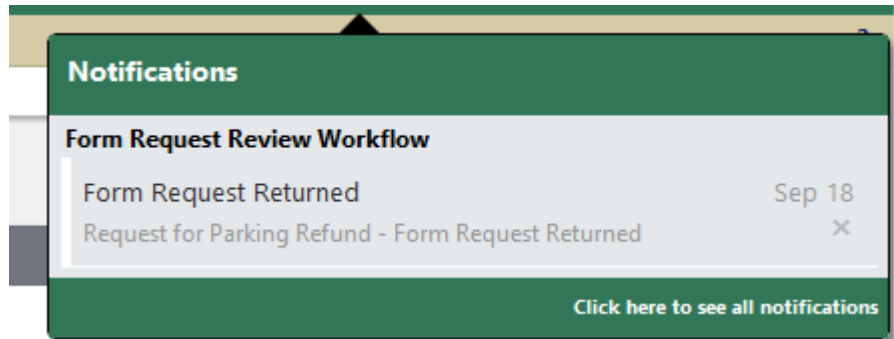 Notifications
Form Request Review Workflow
Form Request Returned
Sep 18
Request for Parking Refund - Form Request Returned
×
Click here to see all notifications